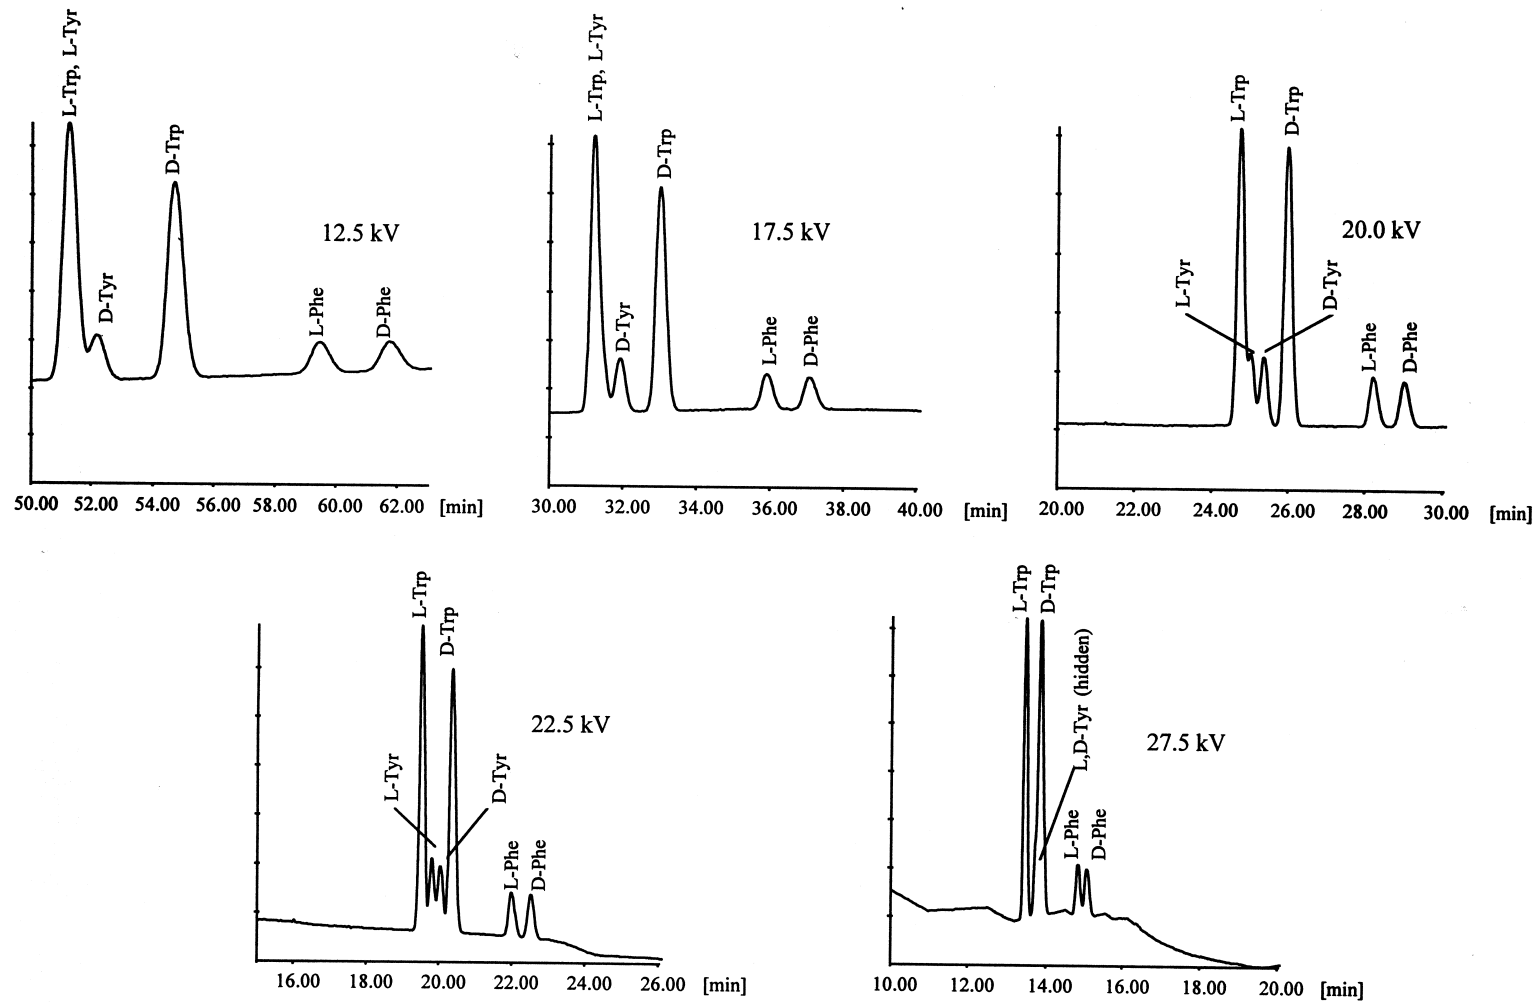 L-Trp, L-Tyr
D-Tyr
D-Trp
L-Phe
D-Phe
12.5 kV
50.00 52.00 54.00 56.00 58.00 60.00 62.00 [min]
L-Trp, L-Tyr
D-Tyr
D-Trp
L-Phe
D-Phe
17.5 kV
30.00 32.00 34.00 36.00 38.00 40.00 [min]
L-Tyr
L-Trp
D-Trp
D-Tyr
L-Phe
D-Phe
20.0 kV
20.00 22.00 24.00 26.00 28.00 30.00 [min]
L-Tyr
L-Trp
D-Trp
D-Tyr
L-Phe
D-Phe
22.5 kV
16.00 18.00 20.00 22.00 24.00 26.00 [min]
L-Trp
D-Trp
L,D-Tyr (hidden)
L-Phe
D-Phe
27.5 kV
10.00 12.00 14.00 16.00 18.00 20.00 [min]